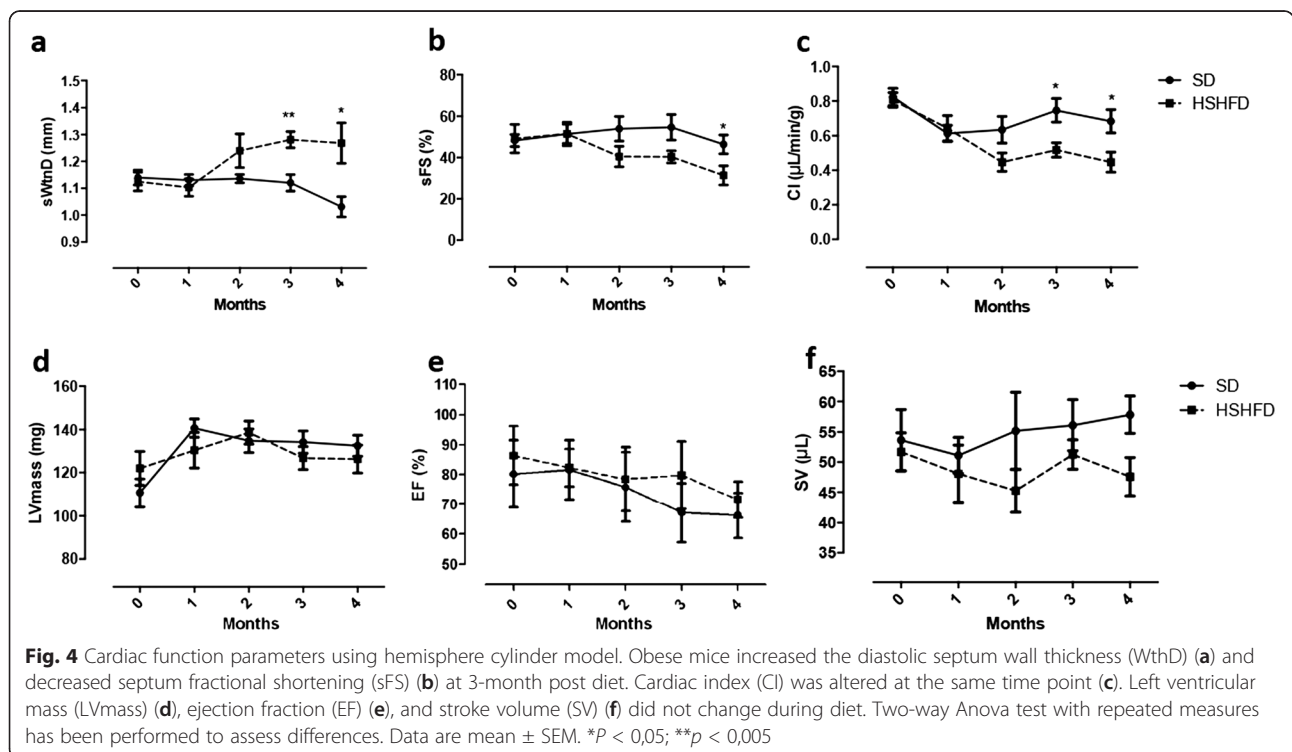 a
b
c
1.5
1.4
1.3
1.2
1.1
1.0
0.9
sWtnD (mm)
**
*
0 1 2 3 4
Months
80
60
40
20
0
sFS (%)
*
0 1 2 3 4
Months
1.0
0.8
0.6
0.4
0.2
0.0
CI (µL/min/g)
*
*
0 1 2 3 4
Months
SD
HSHFD
d
e
f
160
140
120
100
80
LVmass (mg)
0 1 2 3 4
Months
110
100
90
80
70
60
50
EF (%)
0 1 2 3 4
Months
65
60
55
50
45
40
35
SV (µL)
0 1 2 3 4
Months
SD
HSHFD
Fig. 4 Cardiac function parameters using hemisphere cylinder model. Obese mice increased the diastolic septum wall thickness (WthD) (a) and
decreased septum fractional shortening (sFS) (b) at 3-month post diet. Cardiac index (CI) was altered at the same time point (c). Left ventricular
mass (LVmass) (d), ejection fraction (EF) (e), and stroke volume (SV) (f) did not change during diet. Two-way Anova test with repeated measures
has been performed to assess differences. Data are mean ± SEM. *P < 0,05; **p < 0,005